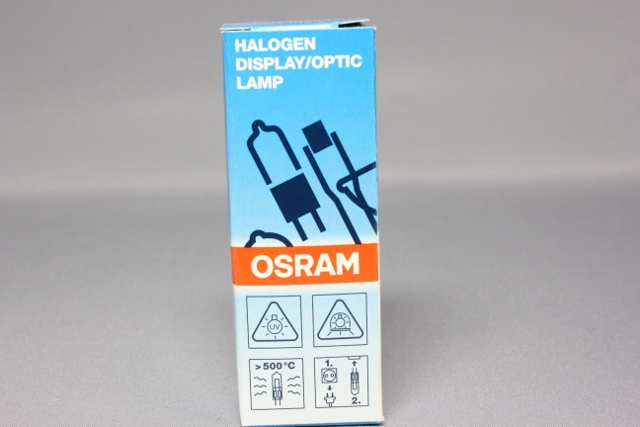 HALOGEN
DISPLAY/OPTIC
LAMP
OSRAM
UV
>500°C
1.
2.